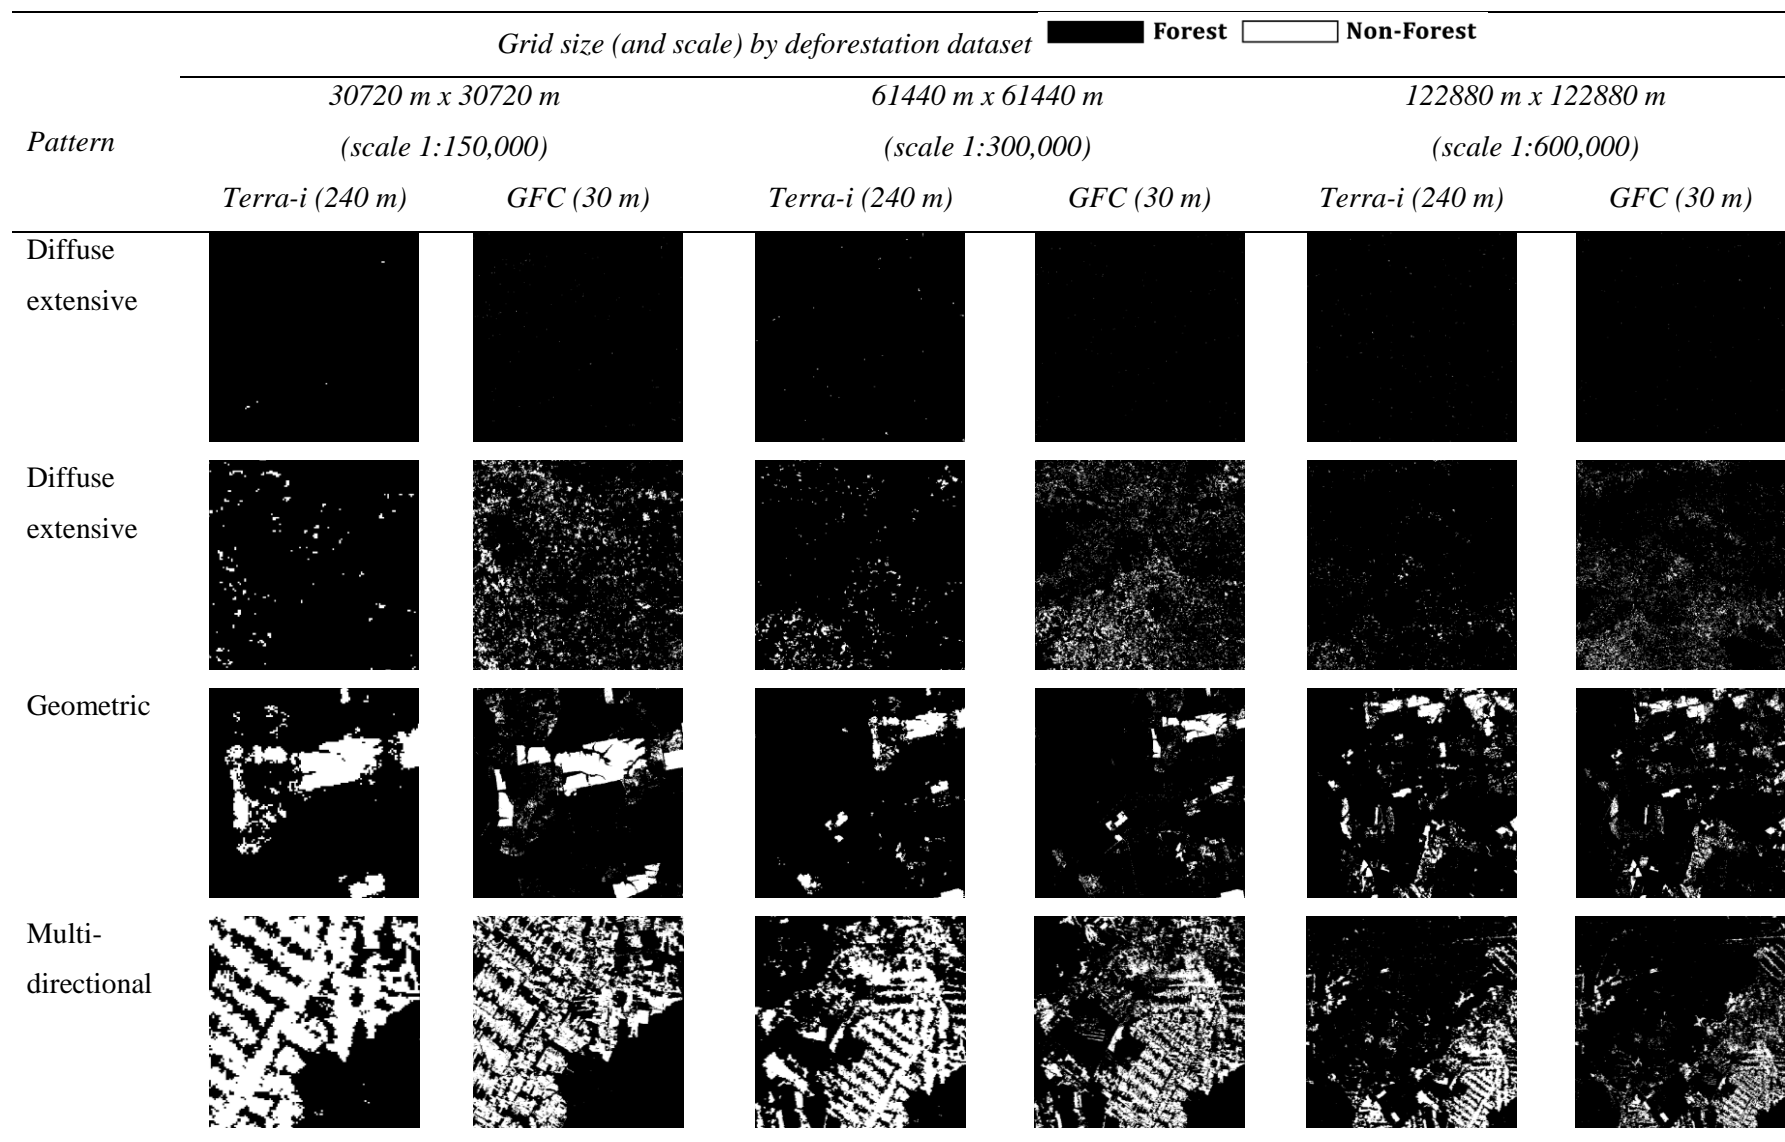 Grid size (and scale) by deforestation dataset Forest Non-Forest
30720 m x 30720 m 61440 m x 61440 m 122880 m x 122880 m
Pattern (scale 1:150,000) (scale 1:300,000) (scale 1:600,000)
Terra-i (240 m) GFC (30 m) Terra-i (240 m) GFC (30 m) Terra-i (240 m) GFC (30 m)
Diffuse
extensive
Diffuse
extensive
Geometric
Multi-
directional